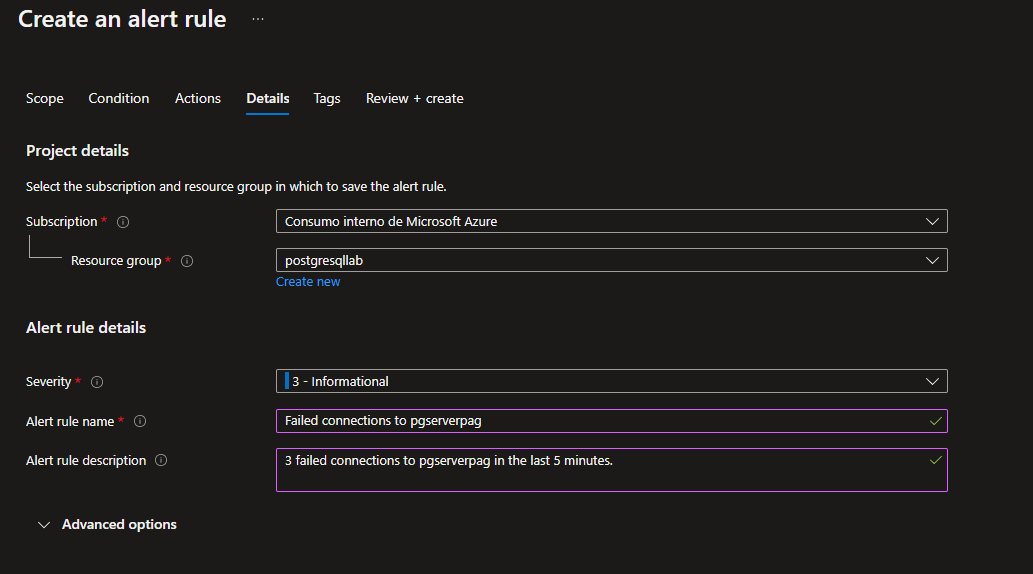 Create an alert rule ...
Scope Condition Actions Details Tags Review + create
Project details
Select the subscription and resource group in which to save the alert rule.
Subscription * Consumo interno de Microsoft Azure
Resource group * postgresqllab
Create new
Alert rule details
Severity * 3 - Informational
Alert rule name * Failed connections to pgserverpag
Alert rule description 3 failed connections to pgserverpag in the last 5 minutes.
Advanced options